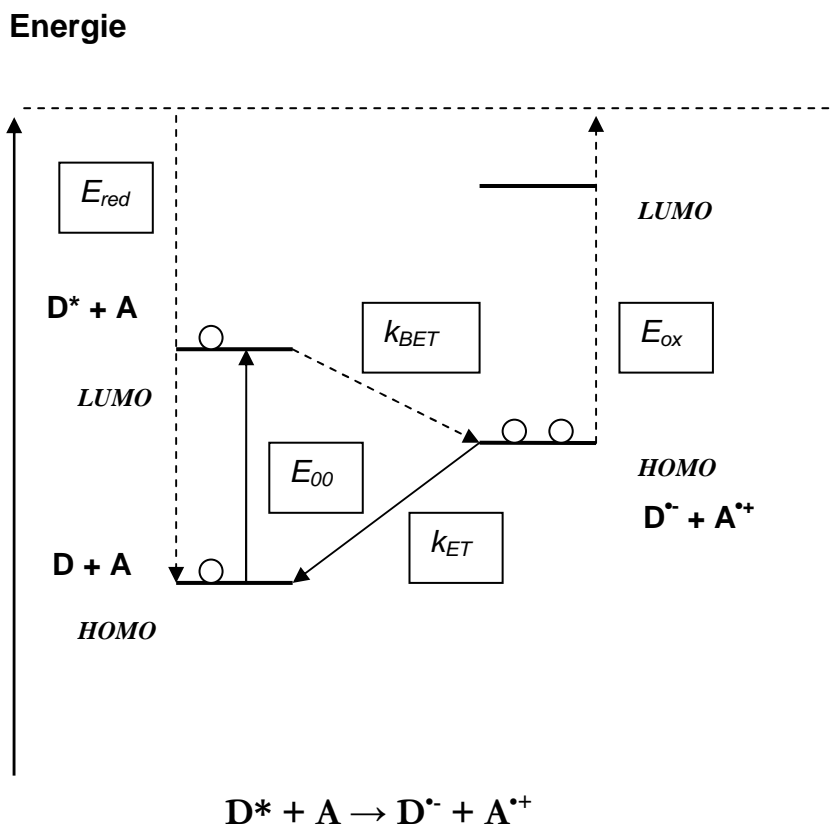 Energie
E_red
LUMO
D* + A
k_BET
E_ox
LUMO
E_00
HOMO
D•- + A•+
k_ET
D + A
HOMO
D* + A → D•- + A•+